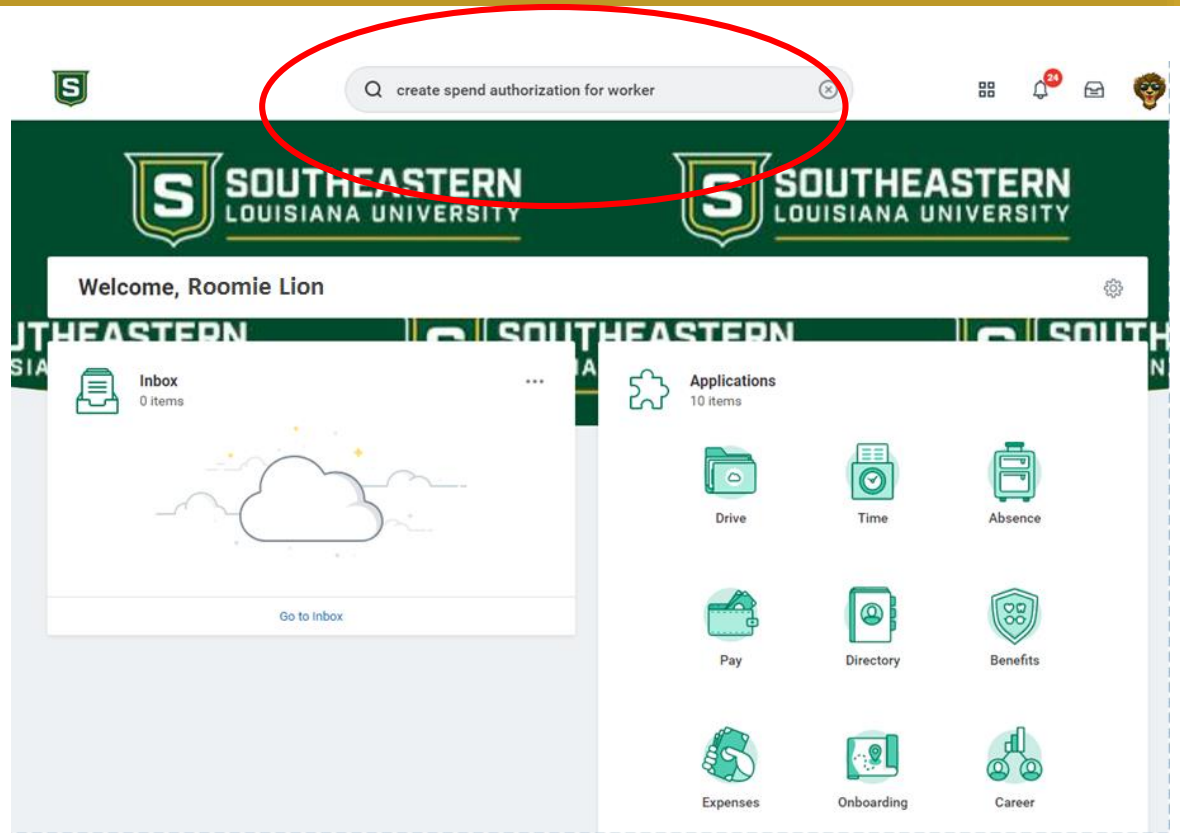 S
create spend authorization for worker
24
S SOUTHEASTERN
LOUISIANA UNIVERSITY
S SOUTHEASTERN
LOUISIANA UNIVERSITY
Welcome, Roomie Lion
Inbox
0 items
Applications
10 items
Drive
Time
Absence
Go to Inbox
Pay
Directory
Benefits
Expenses
Onboarding
Career